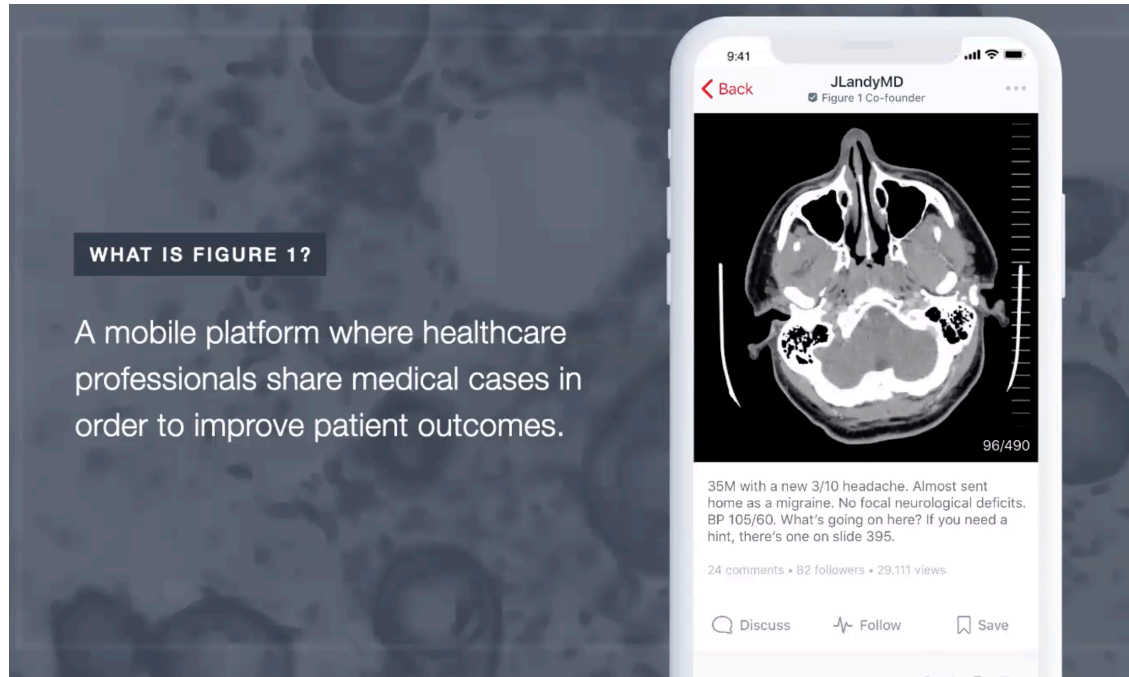 WHAT IS FIGURE 1?
A mobile platform where healthcare
professionals share medical cases in
order to improve patient outcomes.
9:41
Back
JLandyMD
Figure 1 Co-founder
96/490
35M with a new 3/10 headache. Almost sent
home as a migraine. No focal neurological deficits.
BP 105/60. What's going on here? If you need a
hint, there's one on slide 395.
24 comments • 82 followers • 29,111 views
Discuss
Follow
Save